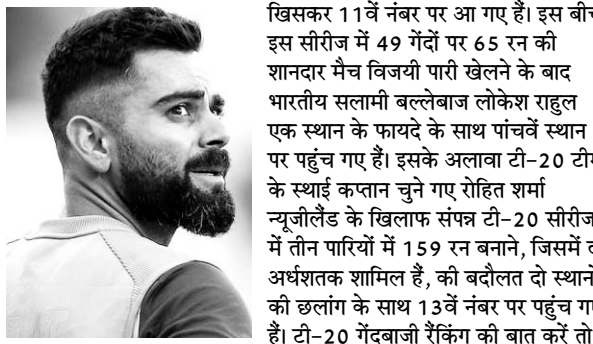 खिसकर 11वें नंबर पर आ गए हैं। इस बीच
इस सीरीज में 49 गेंदों पर 65 रन की
शानदार मैच विजयी पारी खेलने के बाद
भारतीय सलामी बल्लेबाज लोकेश राहुल
एक स्थान के फायदे के साथ पांचवें स्थान
पर पहुंच गए हैं। इसके अलावा टी-20 टीम
के स्थाई कप्तान चुने गए रोहित शर्मा
न्यूजीलैंड के खिलाफ संपन्न टी-20 सीरीज
में तीन पारियों में 159 रन बनाने, जिसमें
अर्धशतक शामिल हैं, की बदौलत दो स्थानों
की छलांग के साथ 13वें नंबर पर पहुंच गए
हैं। टी-20 गेंदबाजी रैंकिंग की बात करें तो